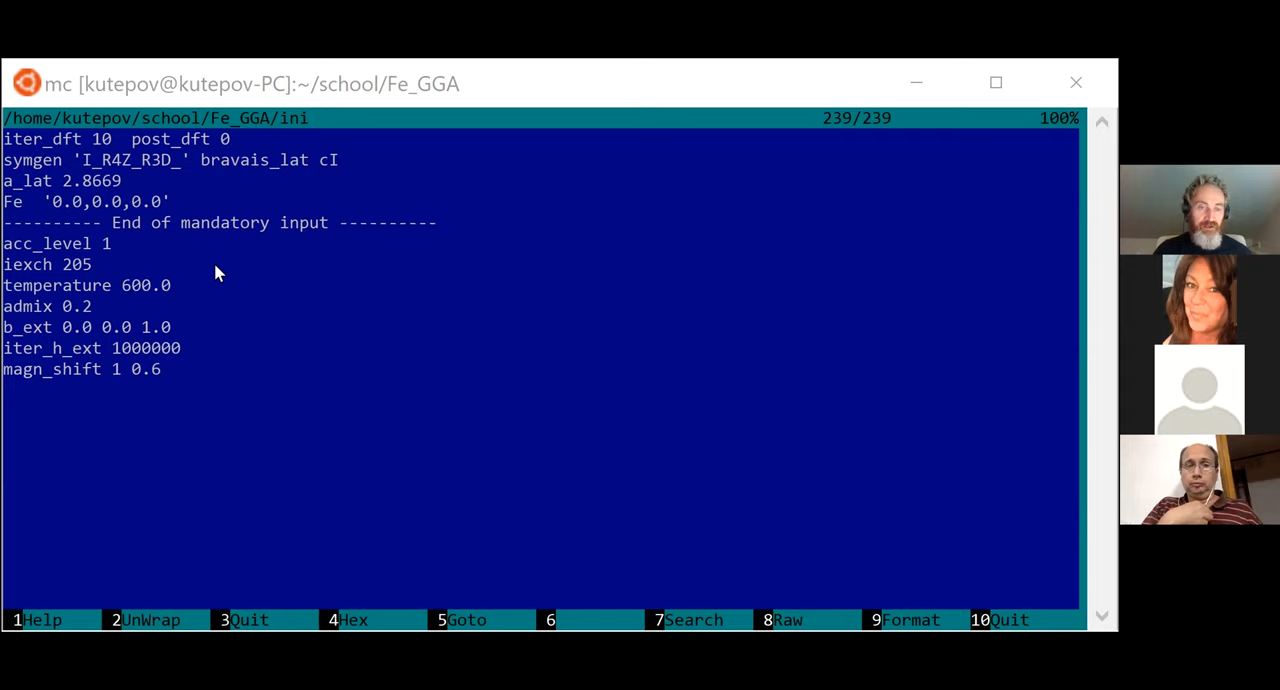 mc [kutepov@kutepov-PC]:~/school/Fe_GGA
/home/kutepov/school/Fe_GGA/ini 239/239 100%
iter_dft 10  post_dft 0
symgen 'I_R4Z_R3D_' bravais_lat cI
a_lat 2.8669
Fe  '0.0,0.0,0.0'
---------- End of mandatory input ----------
acc_level 1
iexch 205
temperature 600.0
admix 0.2
b_ext 0.0 0.0 1.0
iter_h_ext 1000000
magn_shift 1 0.6
1Help 2UnWrap 3Quit 4Hex 5Goto 6 7Search 8Raw 9Format 10Quit